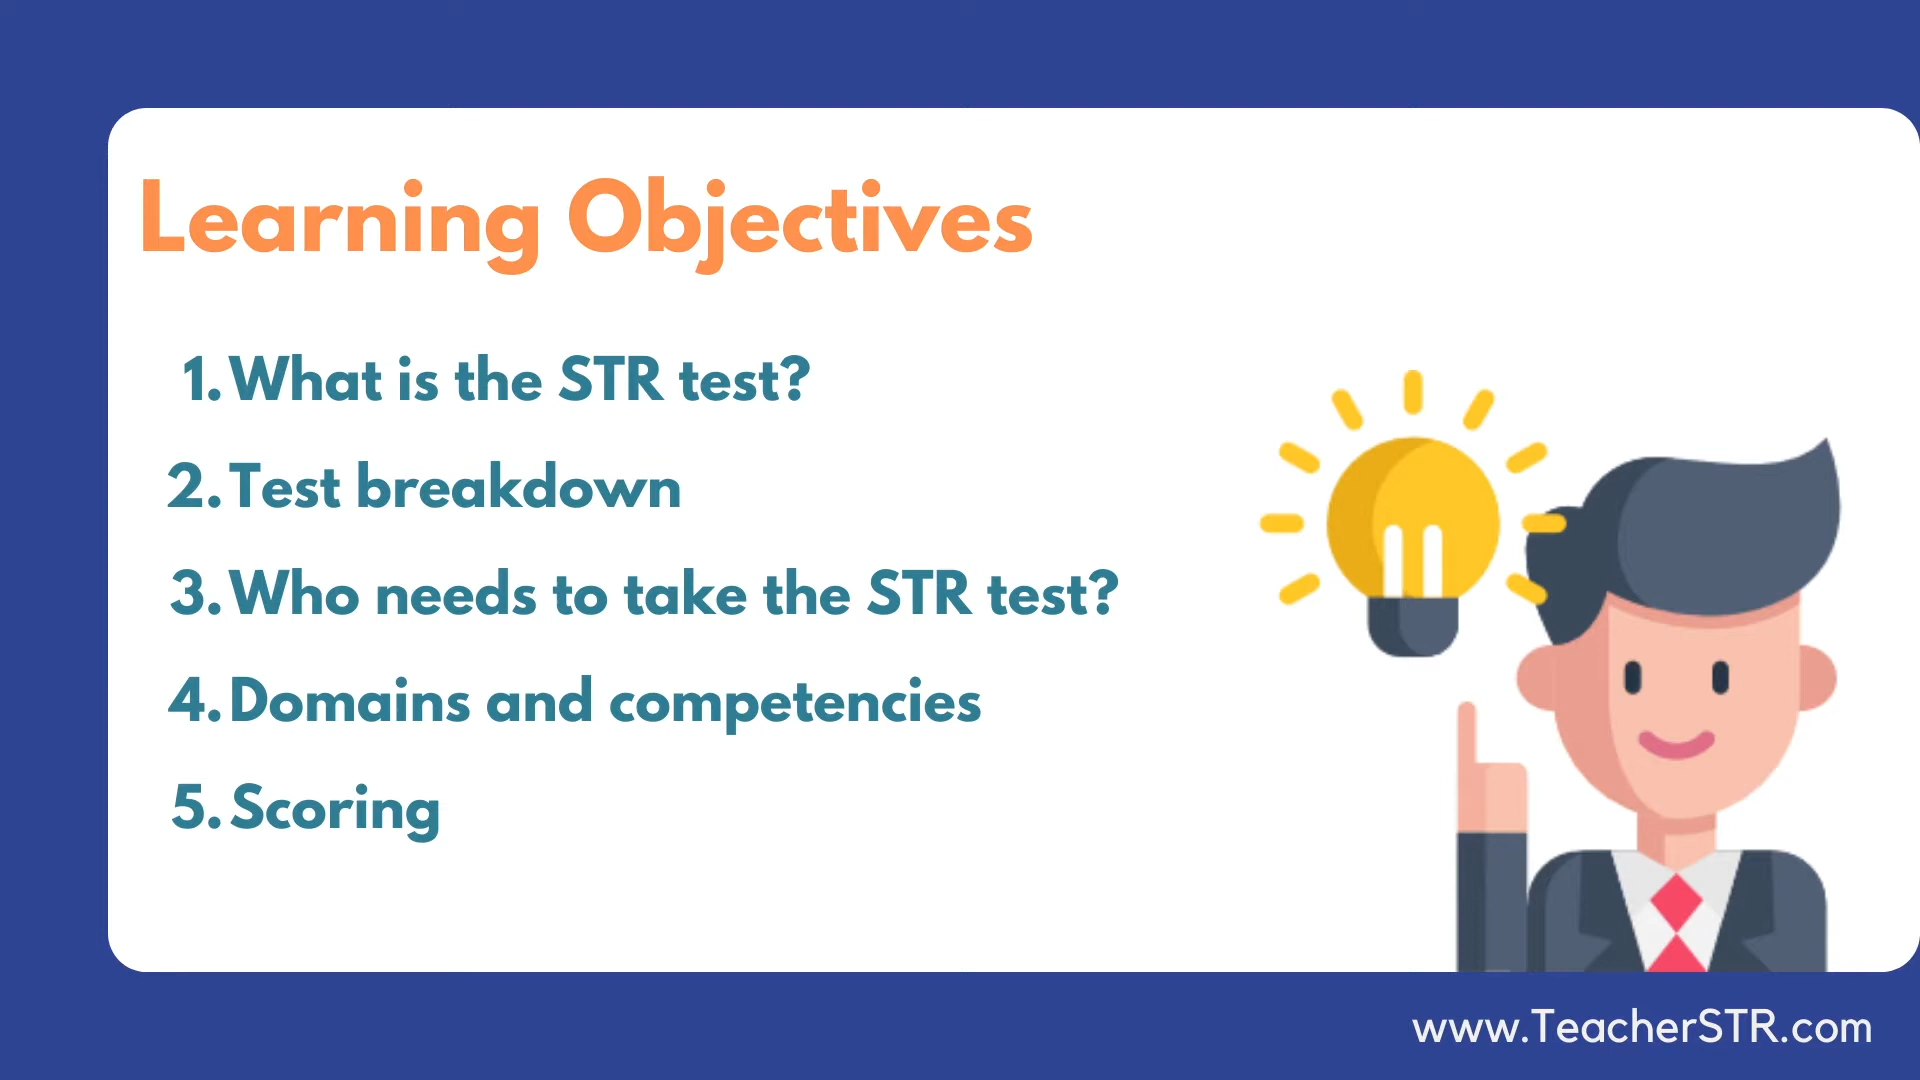 Learning Objectives
1. What is the STR test?
2. Test breakdown
3. Who needs to take the STR test?
4. Domains and competencies
5. Scoring
www.TeacherSTR.com